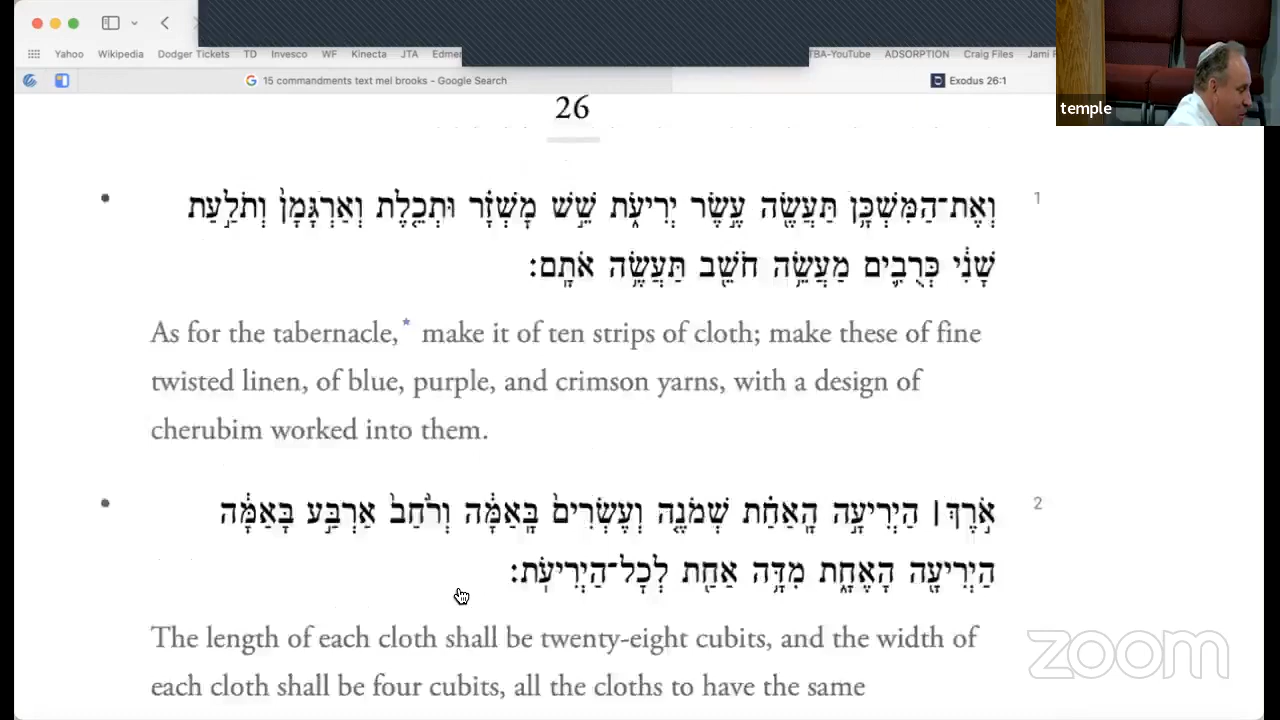 Yahoo Wikipedia Dodger Tickets TD Invesco WF Kinecta JTA Edmer TBA-YouTube ADSORPTION Craig Files Jami
15 commandments text mel brooks - Google Search
Exodus 26:1
temple
26
1
וְאֶת־הַמִּשְׁכָּ֥ן תַּעֲשֶׂ֖ה עֶ֣שֶׂר יְרִיעֹ֑ת שֵׁ֣שׁ מׇשְׁזָ֗ר וּתְכֵ֤לֶת וְאַרְגָּמָן֙ וְתֹלַ֣עַת
שָׁנִ֔י כְּרֻבִ֛ים מַעֲשֵׂ֥ה חֹשֵׁ֖ב תַּעֲשֶׂ֥ה אֹתָֽם׃
As for the tabernacle,* make it of ten strips of cloth; make these of fine
twisted linen, of blue, purple, and crimson yarns, with a design of
cherubim worked into them.
2
אֹ֣רֶךְ ׀ הַיְרִיעָ֣ה הָֽאַחַ֗ת שְׁמֹנֶ֤ה וְעֶשְׂרִים֙ בָּֽאַמָּ֔ה וְרֹ֙חַב֙ אַרְבַּ֣ע בָּאַמָּ֔ה
הַיְרִיעָ֖ה הָאֶחָ֑ת מִדָּ֥ה אַחַ֖ת לְכׇל־הַיְרִיעֹֽת׃
The length of each cloth shall be twenty-eight cubits, and the width of
each cloth shall be four cubits, all the cloths to have the same
zoom